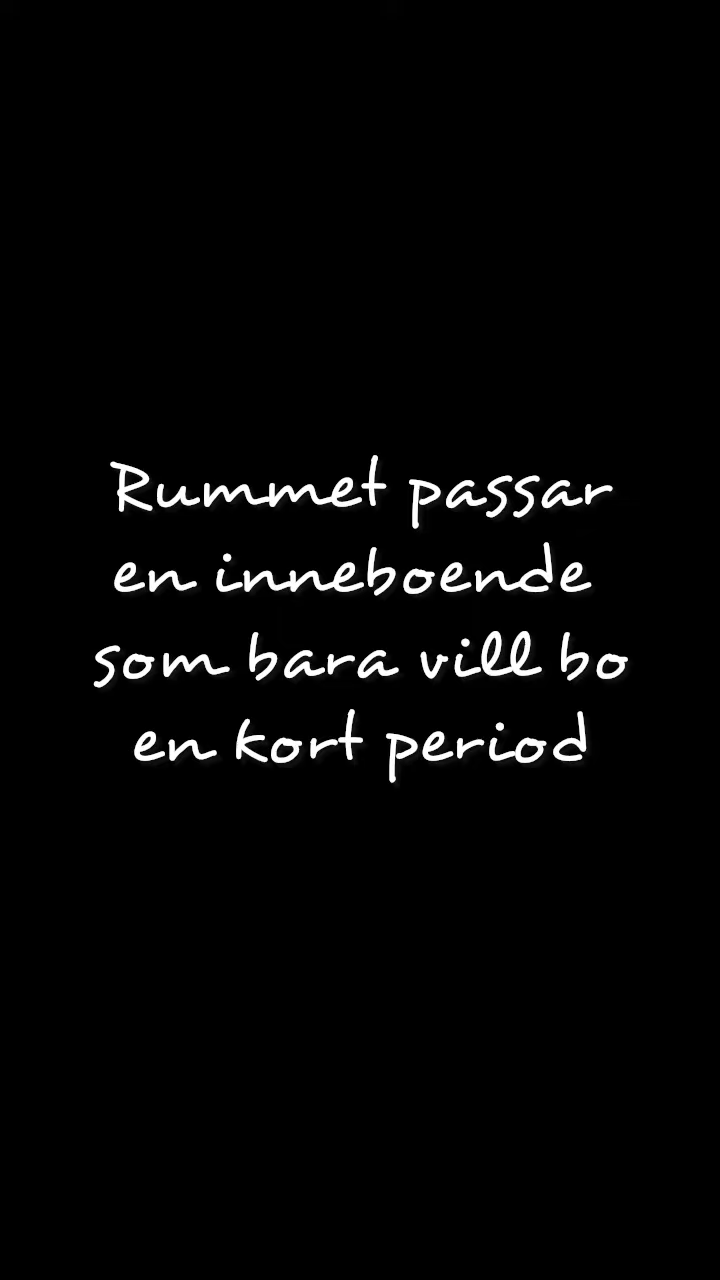 Rummet passar
en inneboende
som bara vill bo
en kort period